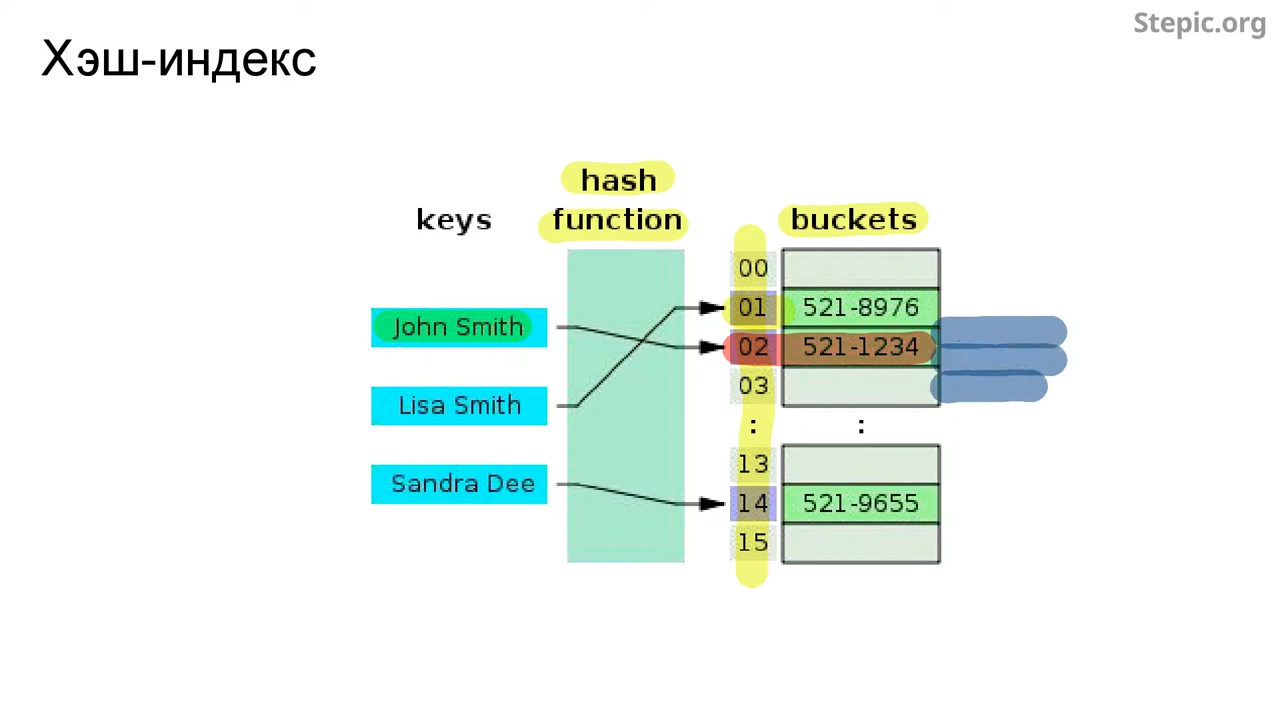 Stepic.org
Хэш-индекс
hash
keys function buckets
00
01 521-8976
John Smith
02 521-1234
03
Lisa Smith
: :
13
Sandra Dee
14 521-9655
15